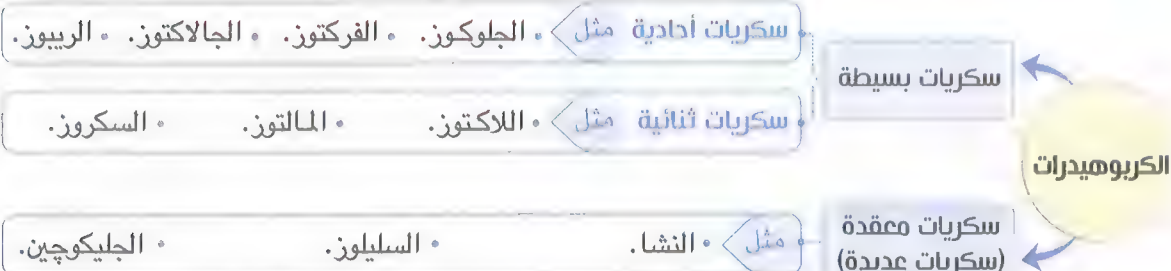 الكربوهيدرات
سكريات بسيطة
سكريات أحادية مثل • الجلوكوز. • الفركتوز. • الجالاكتوز. • الريبوز.
سكريات ثنائية مثل • اللاكتوز. • المالتوز. • السكروز.
سكريات معقدة
(سكريات عديدة)
مثل • النشا. • السليلوز. • الجليكوچين.